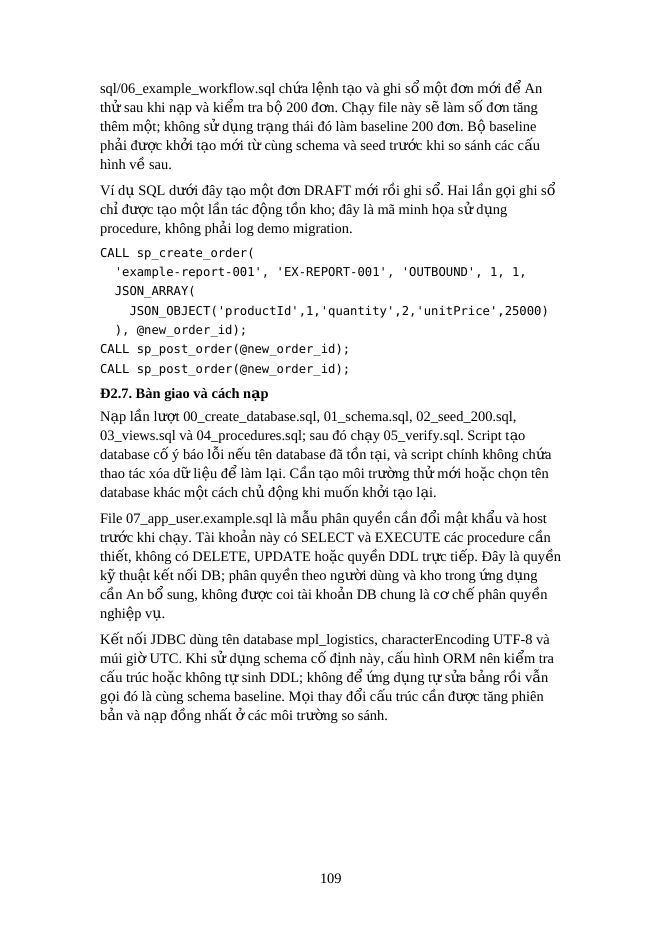 sql/06_example_workflow.sql chứa lệnh tạo và ghi sổ một đơn mới để An
thử sau khi nạp và kiểm tra bộ 200 đơn. Chạy file này sẽ làm số đơn tăng
thêm một; không sử dụng trạng thái đó làm baseline 200 đơn. Bộ baseline
phải được khởi tạo mới từ cùng schema và seed trước khi so sánh các cấu
hình về sau.
Ví dụ SQL dưới đây tạo một đơn DRAFT mới rồi ghi sổ. Hai lần gọi ghi sổ
chỉ được tạo một lần tác động tồn kho; đây là mã minh họa sử dụng
procedure, không phải log demo migration.
CALL sp_create_order(
  'example-report-001', 'EX-REPORT-001', 'OUTBOUND', 1, 1,
  JSON_ARRAY(
    JSON_OBJECT('productId',1,'quantity',2,'unitPrice',25000)
  ), @new_order_id);
CALL sp_post_order(@new_order_id);
CALL sp_post_order(@new_order_id);
Đ2.7. Bàn giao và cách nạp
Nạp lần lượt 00_create_database.sql, 01_schema.sql, 02_seed_200.sql,
03_views.sql và 04_procedures.sql; sau đó chạy 05_verify.sql. Script tạo
database cố ý báo lỗi nếu tên database đã tồn tại, và script chính không chứa
thao tác xóa dữ liệu để làm lại. Cần tạo môi trường thử mới hoặc chọn tên
database khác một cách chủ động khi muốn khởi tạo lại.
File 07_app_user.example.sql là mẫu phân quyền cần đổi mật khẩu và host
trước khi chạy. Tài khoản này có SELECT và EXECUTE các procedure cần
thiết, không có DELETE, UPDATE hoặc quyền DDL trực tiếp. Đây là quyền
kỹ thuật kết nối DB; phân quyền theo người dùng và kho trong ứng dụng
cần An bổ sung, không được coi tài khoản DB chung là cơ chế phân quyền
nghiệp vụ.
Kết nối JDBC dùng tên database mpl_logistics, characterEncoding UTF-8 và
múi giờ UTC. Khi sử dụng schema cố định này, cấu hình ORM nên kiểm tra
cấu trúc hoặc không tự sinh DDL; không để ứng dụng tự sửa bảng rồi vẫn
gọi đó là cùng schema baseline. Mọi thay đổi cấu trúc cần được tăng phiên
bản và nạp đồng nhất ở các môi trường so sánh.
109